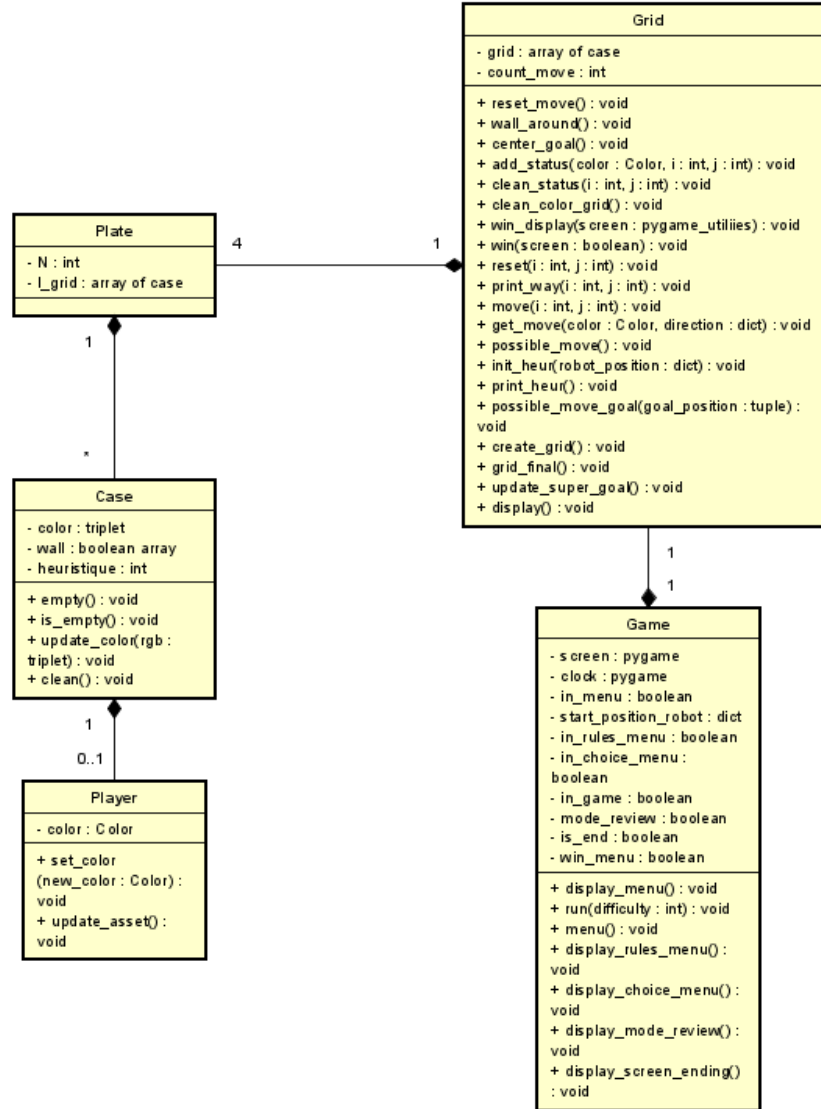 Grid
- grid : array of case
- count_move : int
+ reset_move() : void
+ wall_around() : void
+ center_goal() : void
+ add_status(color : Color, i : int, j : int) : void
+ clean_status(i : int, j : int) : void
+ clean_color_grid() : void
+ win_display(screen : pygame_utiliies) : void
+ win(screen : boolean) : void
+ reset(i : int, j : int) : void
+ print_way(i : int, j : int) : void
+ move(i : int, j : int) : void
+ get_move(color : Color, direction : dict) : void
+ possible_move() : void
+ init_heur(robot_position : dict) : void
+ print_heur() : void
+ possible_move_goal(goal_position : tuple) :
void
+ create_grid() : void
+ grid_final() : void
+ update_super_goal() : void
+ display() : void
Plate
- N : int
- l_grid : array of case
4
1
1
*
Case
- color : triplet
- wall : boolean array
- heuristique : int
+ empty() : void
+ is_empty() : void
+ update_color(rgb :
triplet) : void
+ clean() : void
1
0..1
Player
- color : Color
+ set_color
(new_color : Color) :
void
+ update_asset() :
void
1
1
Game
- screen : pygame
- clock : pygame
- in_menu : boolean
- start_position_robot : dict
- in_rules_menu : boolean
- in_choice_menu :
boolean
- in_game : boolean
- mode_review : boolean
- is_end : boolean
- win_menu : boolean
+ display_menu() : void
+ run(difficulty : int) : void
+ menu() : void
+ display_rules_menu() :
void
+ display_choice_menu() :
void
+ display_mode_review() :
void
+ display_screen_ending()
: void